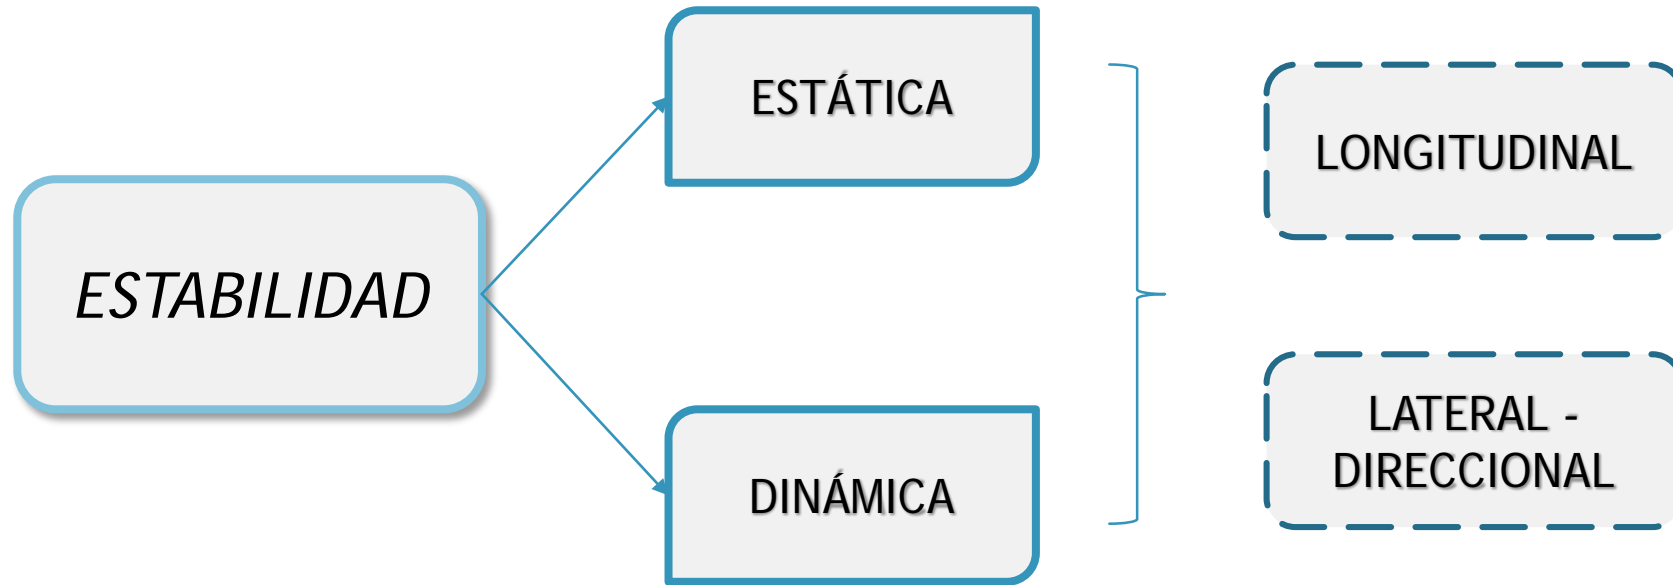 ESTABILIDAD
ESTÁTICA
DINÁMICA
LONGITUDINAL
LATERAL -
DIRECCIONAL